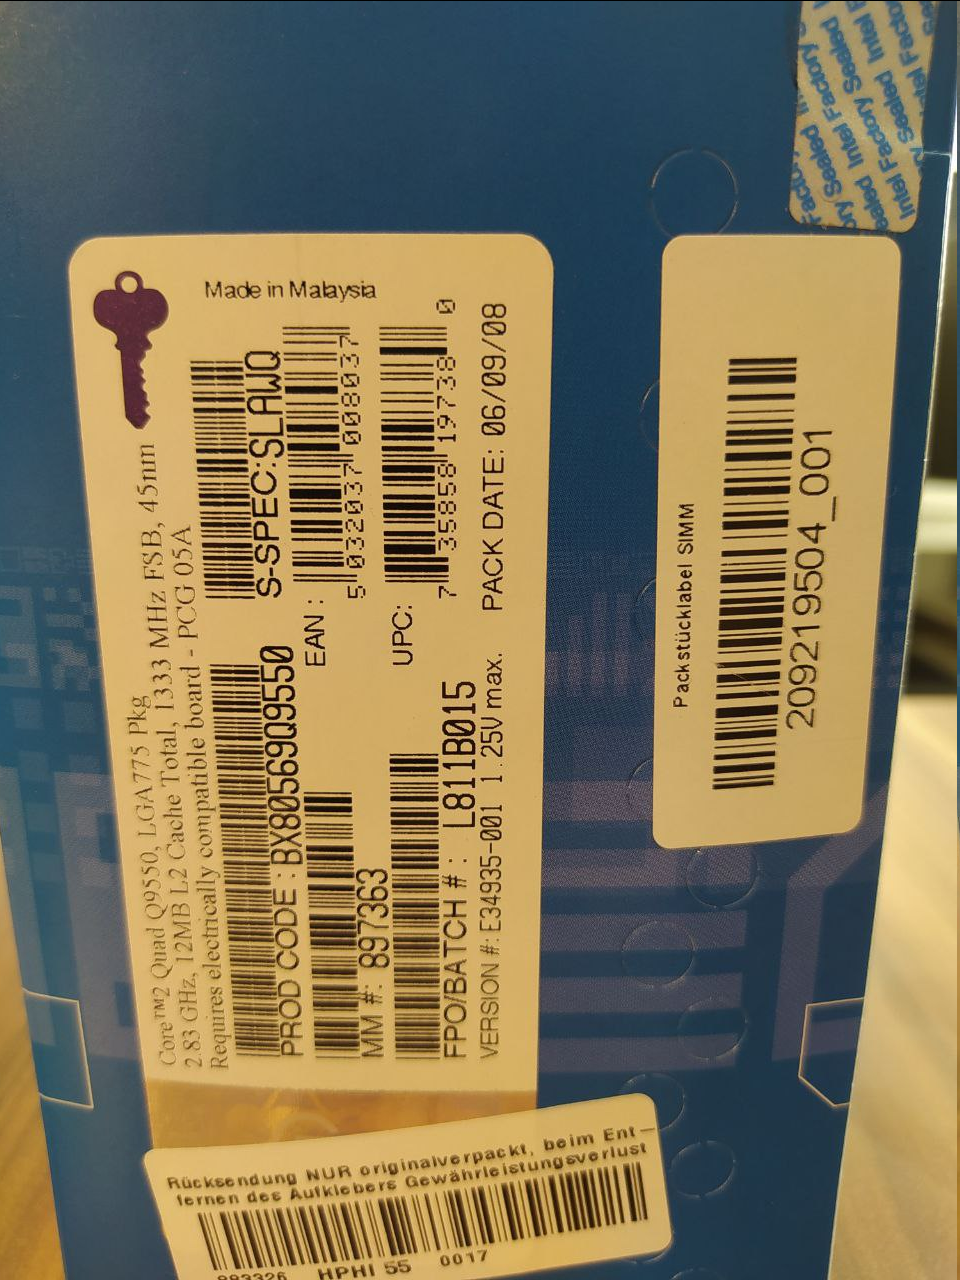 Intel Factory Sealed
Made in Malaysia
Core™2 Quad Q9550, LGA775 Pkg
2.83 GHz, 12MB L2 Cache Total, 1333 MHz FSB, 45nm
Requires electrically compatible board - PCG 05A
PROD CODE : BX80569Q9550
S-SPEC:SLAWQ
MM #: 897363
EAN :
5 032037 008037
FPO/BATCH # : L811B015
UPC:
7 35858 19738 0
VERSION #: E34935-001 1.25V max. PACK DATE: 06/09/08
Packstücklabel SIMM
209219504_001
Rücksendung NUR originalverpackt, beim Ent-
fernen des Aufklebers Gewährleistungsverlust
HPHI 55 0017